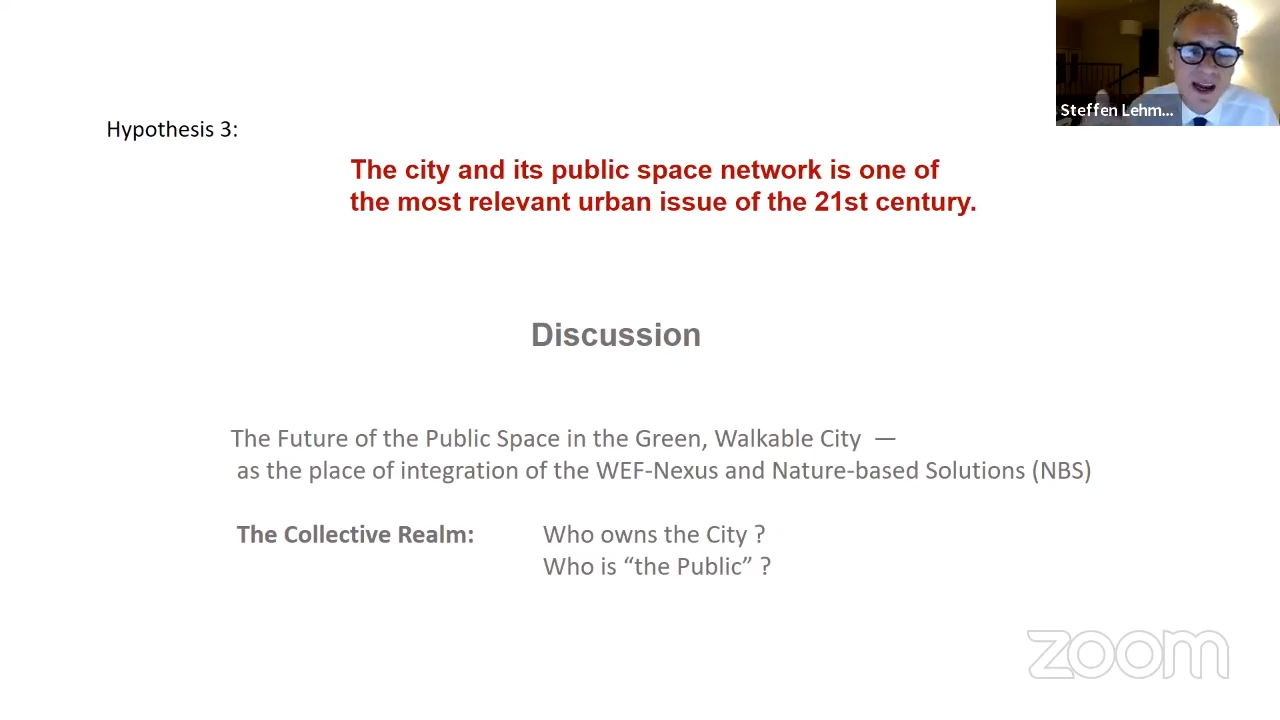 Steffen Lehm...
Hypothesis 3:
The city and its public space network is one of
the most relevant urban issue of the 21st century.
Discussion
The Future of the Public Space in the Green, Walkable City —
as the place of integration of the WEF-Nexus and Nature-based Solutions (NBS)
The Collective Realm: Who owns the City ?
Who is “the Public” ?
zoom